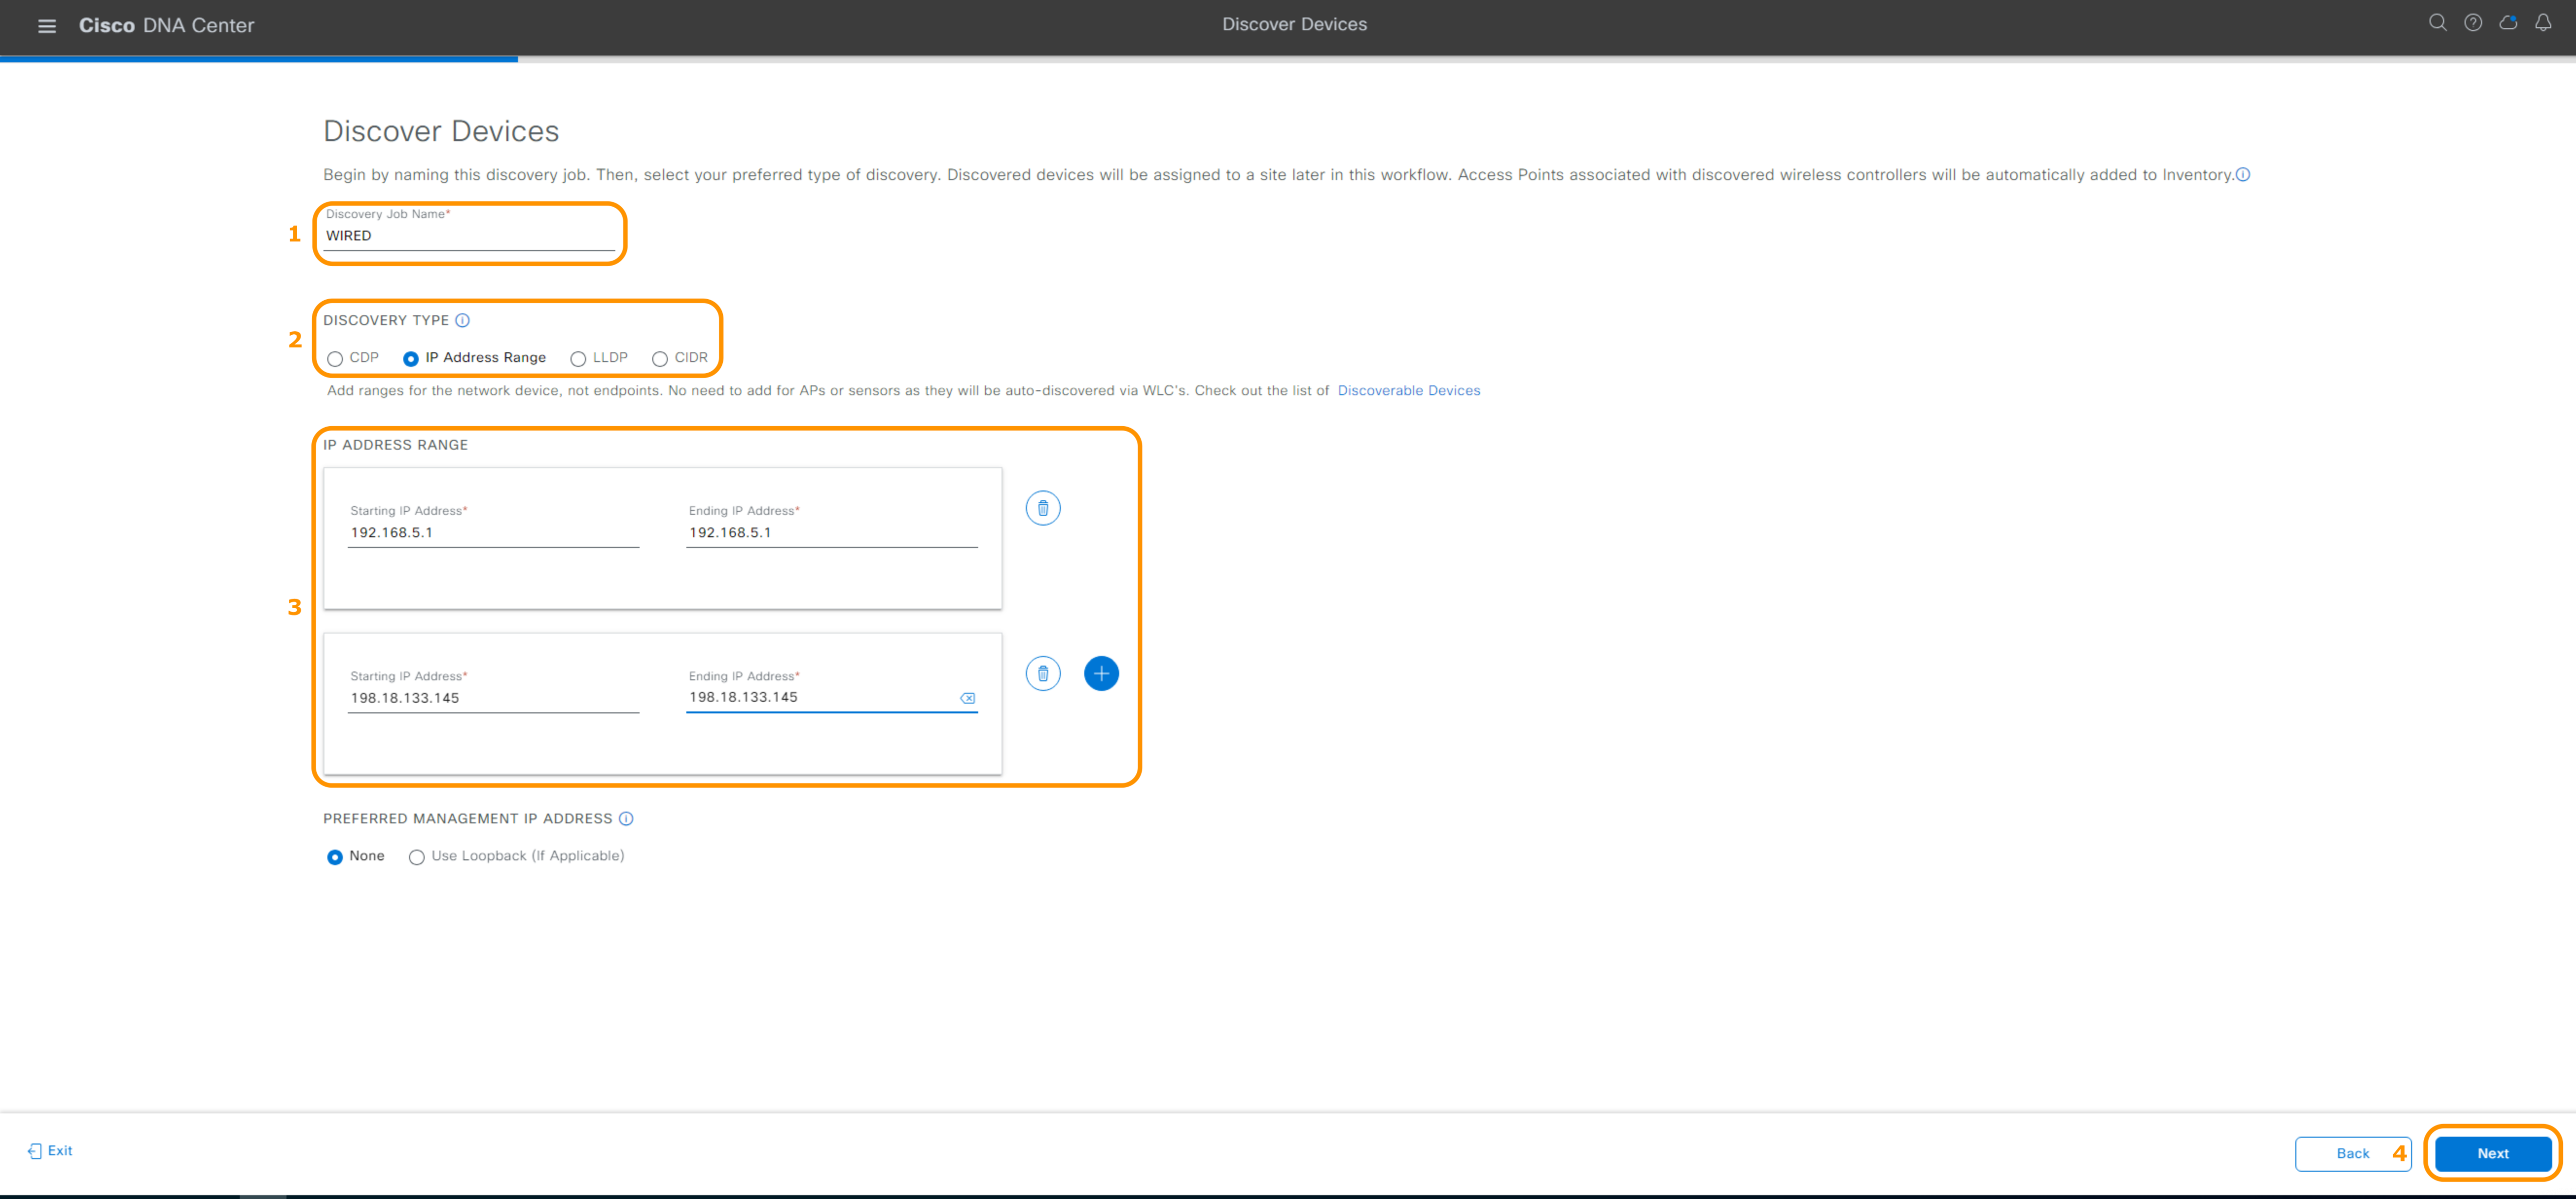 Cisco DNA Center
Discover Devices
Discover Devices
Begin by naming this discovery job. Then, select your preferred type of discovery. Discovered devices will be assigned to a site later in this workflow. Access Points associated with discovered wireless controllers will be automatically added to Inventory.
1
Discovery Job Name*
WIRED
2
DISCOVERY TYPE
CDP IP Address Range LLDP CIDR
Add ranges for the network device, not endpoints. No need to add for APs or sensors as they will be auto-discovered via WLC's. Check out the list of Discoverable Devices
3
IP ADDRESS RANGE
Starting IP Address* Ending IP Address*
192.168.5.1 192.168.5.1
Starting IP Address* Ending IP Address*
198.18.133.145 198.18.133.145
PREFERRED MANAGEMENT IP ADDRESS
None Use Loopback (If Applicable)
Exit Back 4 Next